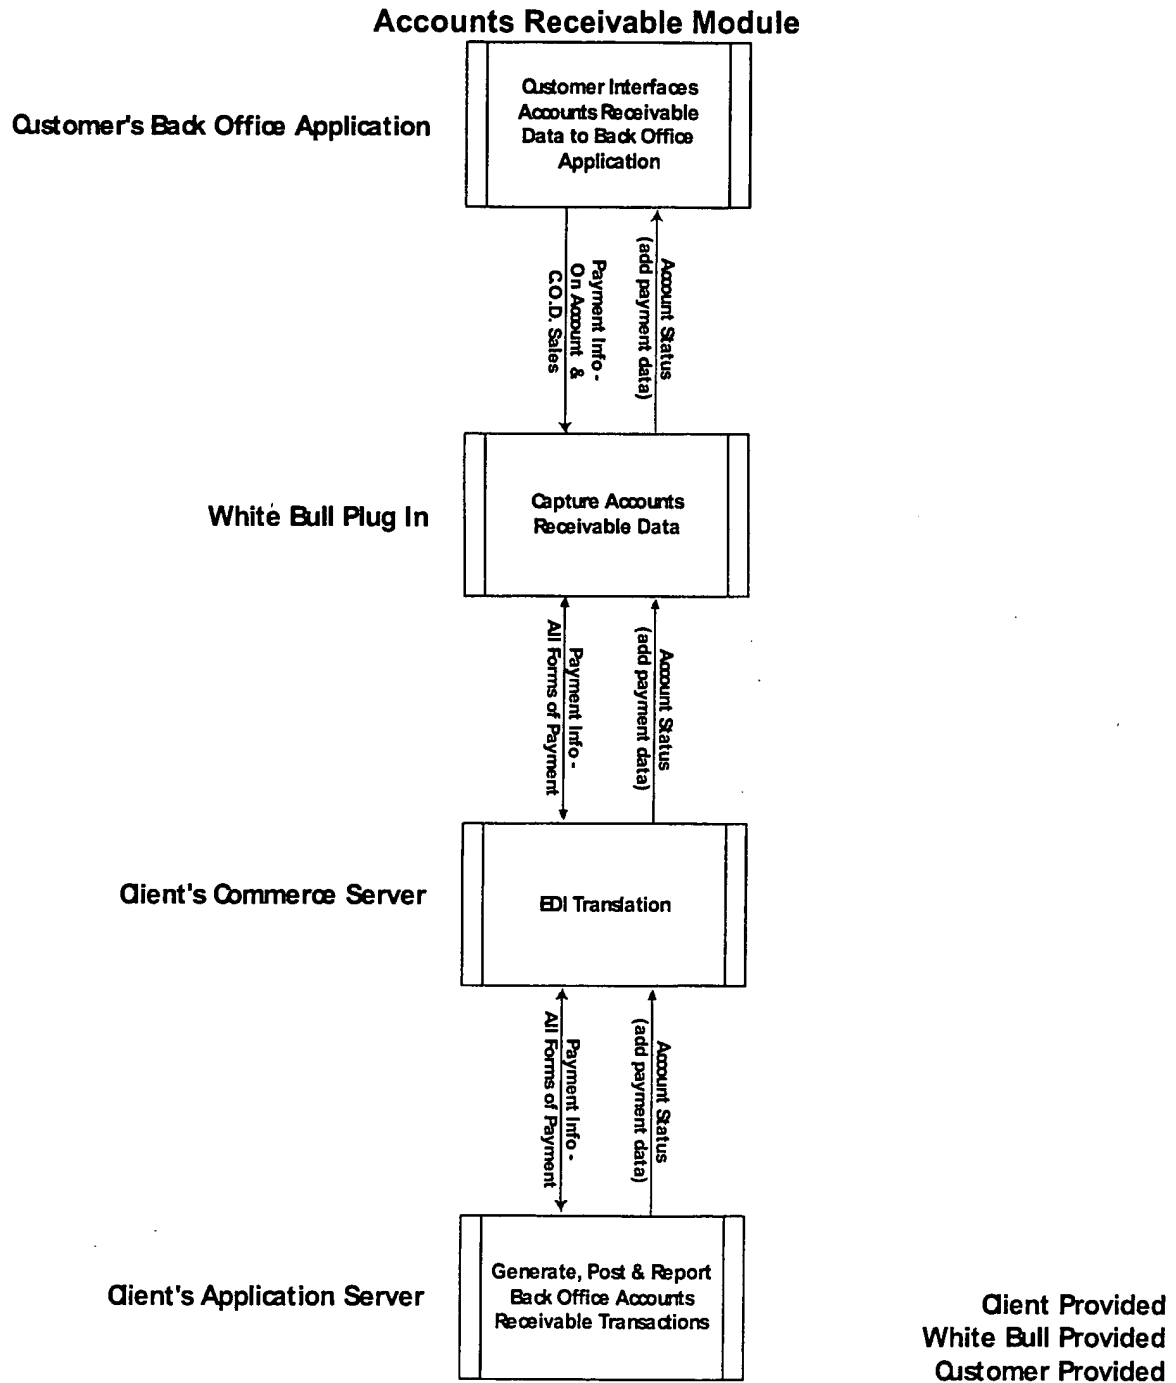 Accounts Receivable Module
Customer's Back Office Application
Customer Interfaces
Accounts Receivable
Data to Back Office
Application
Payment Info -
On Account &
C.O.D. Sales
Account Status
(add payment data)
White Bull Plug In
Capture Accounts
Receivable Data
Payment Info -
All Forms of Payment
Account Status
(add payment data)
Client's Commerce Server
EDI Translation
Payment Info -
All Forms of Payment
Account Status
(add payment data)
Client's Application Server
Generate, Post & Report
Back Office Accounts
Receivable Transactions
Client Provided
White Bull Provided
Customer Provided